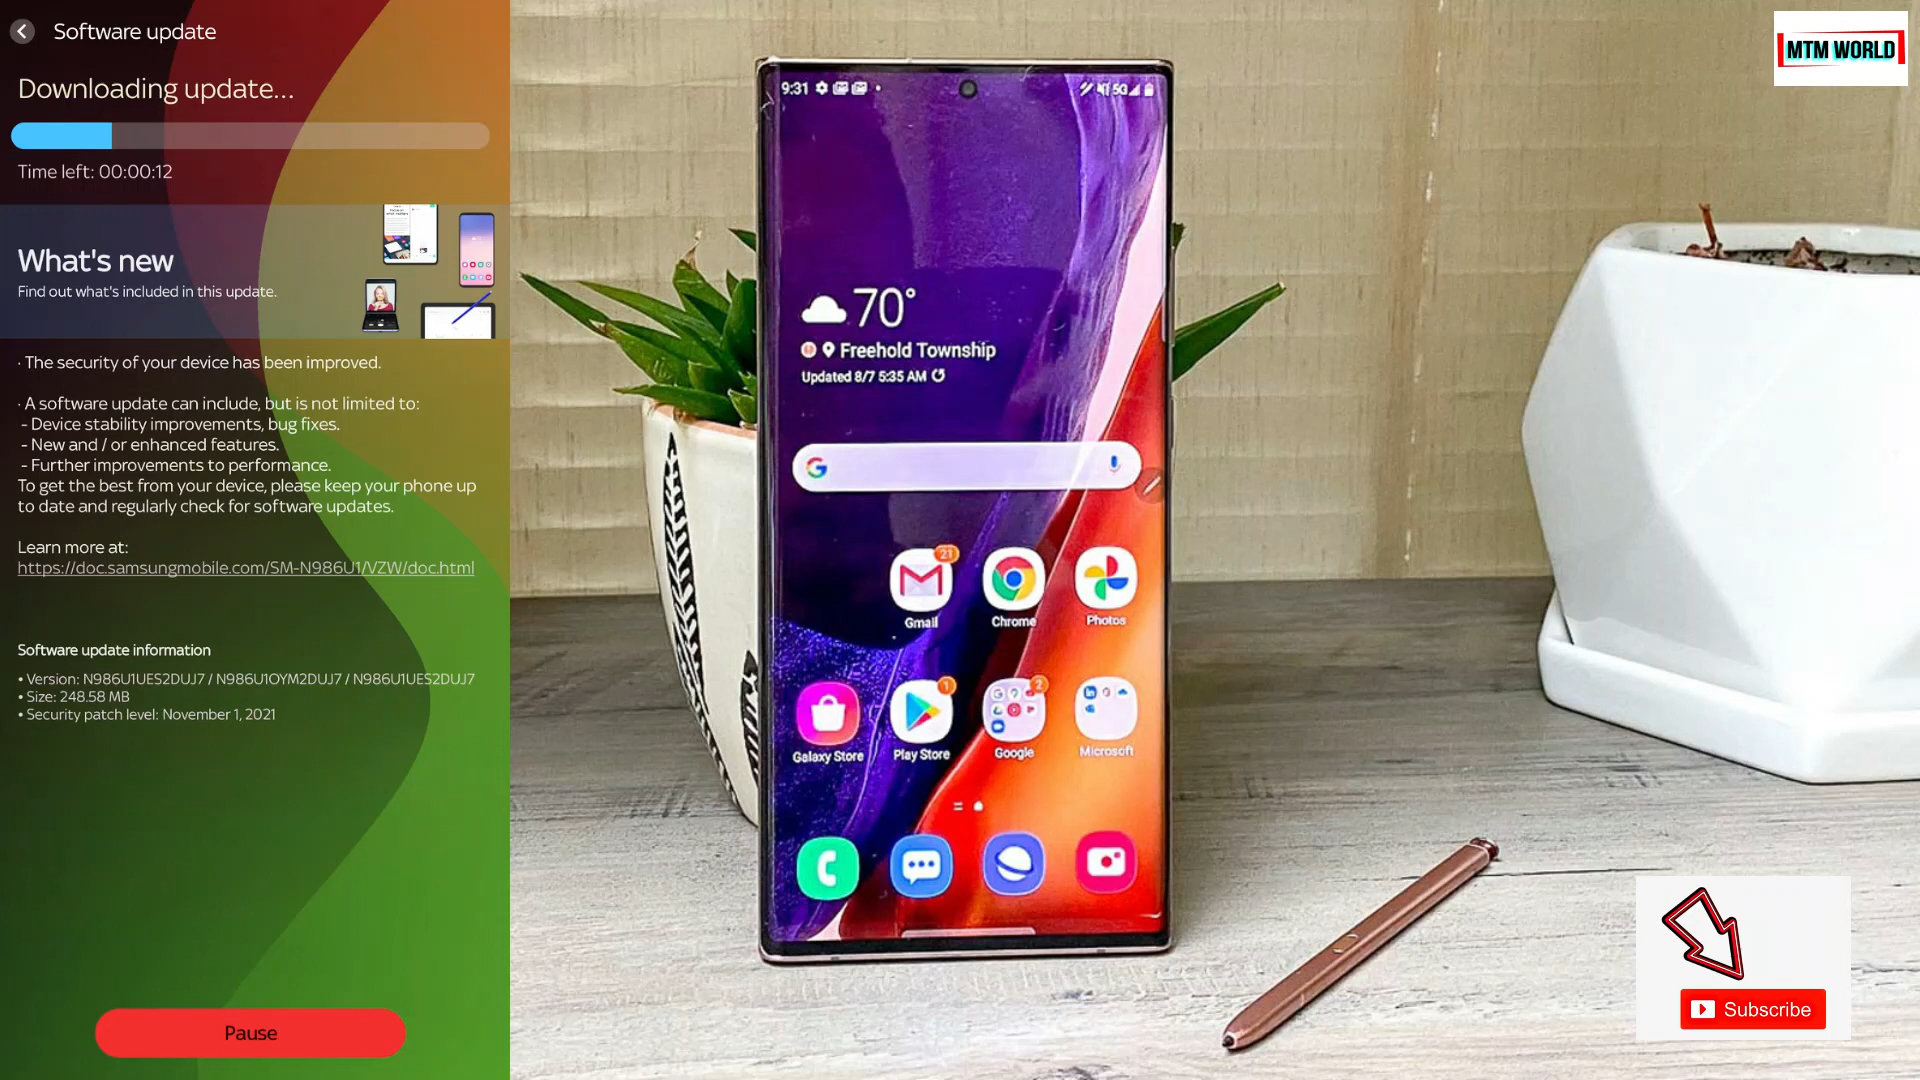 Software update
Downloading update...
Time left: 00:00:12
What's new
Find out what's included in this update.
· The security of your device has been improved.
· A software update can include, but is not limited to:
- Device stability improvements, bug fixes.
- New and / or enhanced features.
- Further improvements to performance.
To get the best from your device, please keep your phone up
to date and regularly check for software updates.
Learn more at:
https://doc.samsungmobile.com/SM-N986U1/VZW/doc.html
Software update information
• Version: N986U1UES2DUJ7 / N986U1OYM2DUJ7 / N986U1UES2DUJ7
• Size: 248.58 MB
• Security patch level: November 1, 2021
Pause
9:31
5G
70°
Freehold Township
Updated 8/7 5:35 AM
21
Gmail
Chrome
Photos
1
2
Galaxy Store
Play Store
Google
Microsoft
MTM WORLD
Subscribe